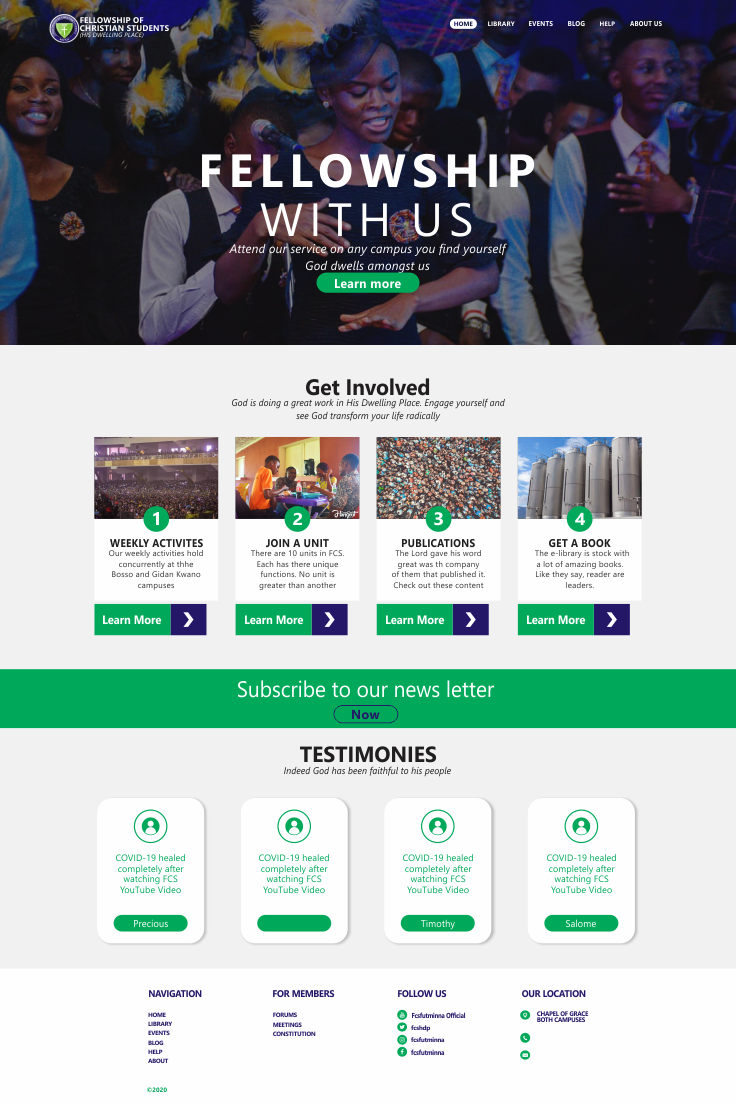 FELLOWSHIP OF
CHRISTIAN STUDENTS
(HIS DWELLING PLACE)
HOME LIBRARY EVENTS BLOG HELP ABOUT US
FELLOWSHIP
WITH US
Attend our service on any campus you find yourself
God dwells amongst us
Learn more
Get Involved
God is doing a great work in His Dwelling Place. Engage yourself and
see God transform your life radically
1
WEEKLY ACTIVITES
Our weekly activities hold
concurrently at thhe
Bosso and Gidan Kwano
campuses
Learn More ❯
2
JOIN A UNIT
There are 10 units in FCS.
Each has there unique
functions. No unit is
greater than another
Learn More ❯
3
PUBLICATIONS
The Lord gave his word
great was th company
of them that published it.
Check out these content
Learn More ❯
4
GET A BOOK
The e-library is stock with
a lot of amazing books.
Like they say, reader are
leaders.
Learn More ❯
Subscribe to our news letter
Now
TESTIMONIES
Indeed God has been faithful to his people
COVID-19 healed
completely after
watching FCS
YouTube Video
Precious
COVID-19 healed
completely after
watching FCS
YouTube Video
COVID-19 healed
completely after
watching FCS
YouTube Video
Timothy
COVID-19 healed
completely after
watching FCS
YouTube Video
Salome
NAVIGATION
HOME
LIBRARY
EVENTS
BLOG
HELP
ABOUT
FOR MEMBERS
FORUMS
MEETINGS
CONSTITUTION
FOLLOW US
Fcsfutminna Official
fcshdp
fcsfutminna
fcsfutminna
OUR LOCATION
CHAPEL OF GRACE
BOTH CAMPUSES
©2020